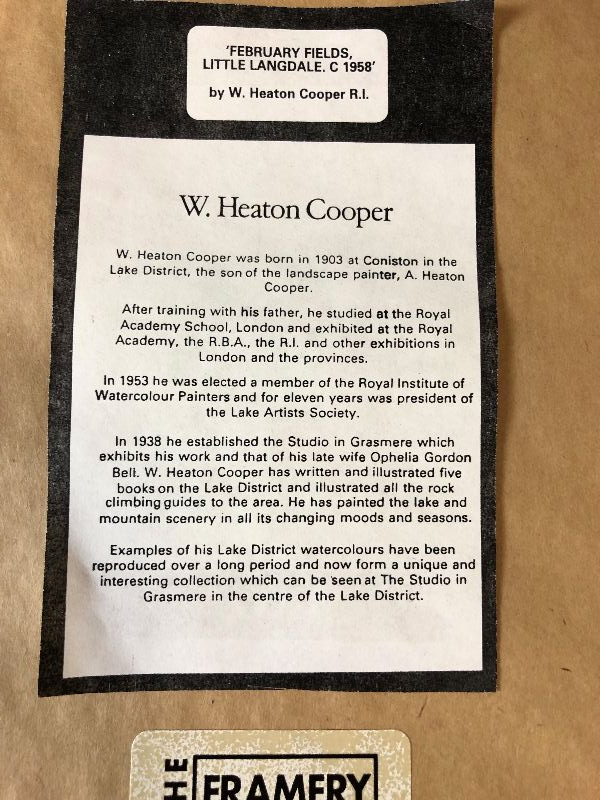 'FEBRUARY FIELDS,
LITTLE LANGDALE. C 1958'
by W. Heaton Cooper R.I.
W. Heaton Cooper
W. Heaton Cooper was born in 1903 at Coniston in the
Lake District, the son of the landscape painter, A. Heaton
Cooper.
After training with his father, he studied at the Royal
Academy School, London and exhibited at the Royal
Academy, the R.B.A., the R.I. and other exhibitions in
London and the provinces.
In 1953 he was elected a member of the Royal Institute of
Watercolour Painters and for eleven years was president of
the Lake Artists Society.
In 1938 he established the Studio in Grasmere which
exhibits his work and that of his late wife Ophelia Gordon
Bell. W. Heaton Cooper has written and illustrated five
books on the Lake District and illustrated all the rock
climbing guides to the area. He has painted the lake and
mountain scenery in all its changing moods and seasons.
Examples of his Lake District watercolours have been
reproduced over a long period and now form a unique and
interesting collection which can be seen at The Studio in
Grasmere in the centre of the Lake District.
THE
FRAMERY